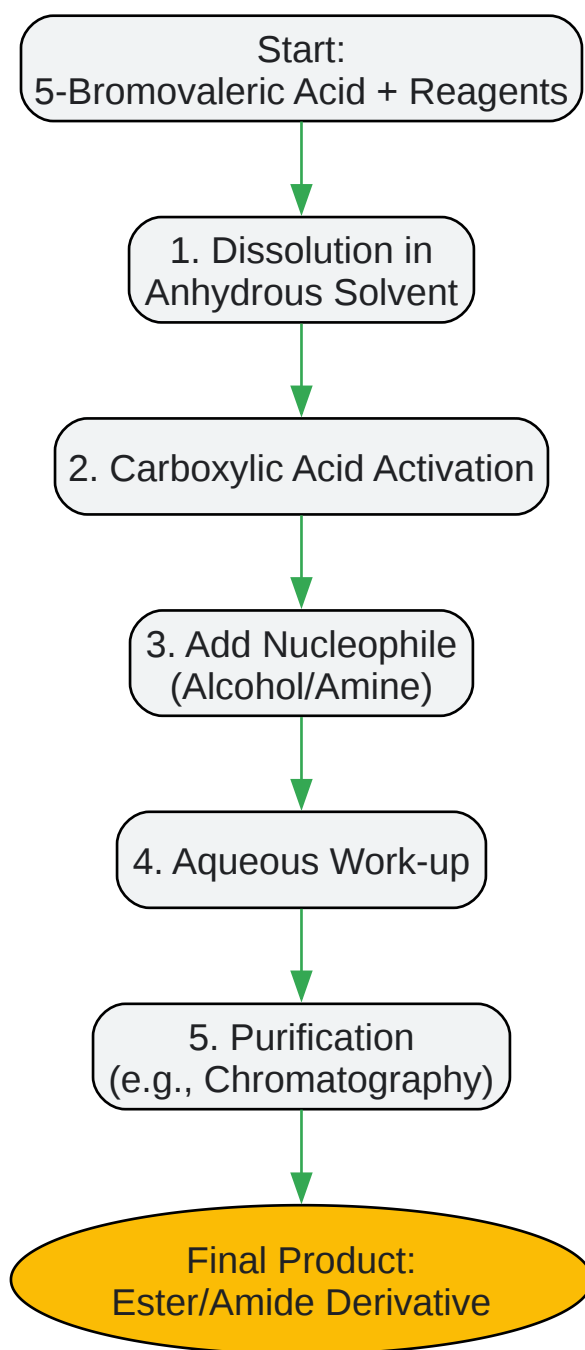 Start:
5-Bromovaleric Acid + Reagents
1. Dissolution in
Anhydrous Solvent
2. Carboxylic Acid Activation
3. Add Nucleophile
(Alcohol/Amine)
4. Aqueous Work-up
5. Purification
(e.g., Chromatography)
Final Product:
Ester/Amide Derivative